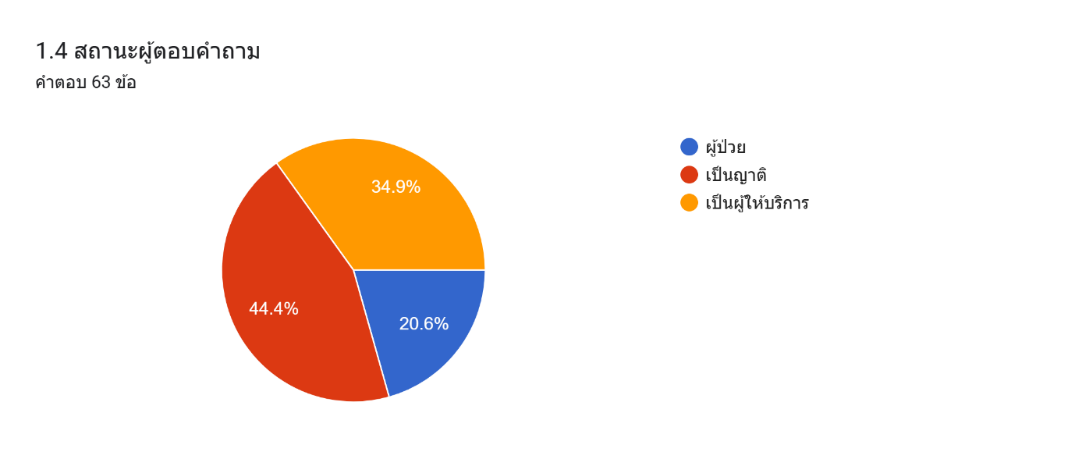 1.4 สถานะผู้ตอบคำถาม
คำตอบ 63 ข้อ
34.9%
44.4%
20.6%
ผู้ป่วย
เป็นญาติ
เป็นผู้ให้บริการ